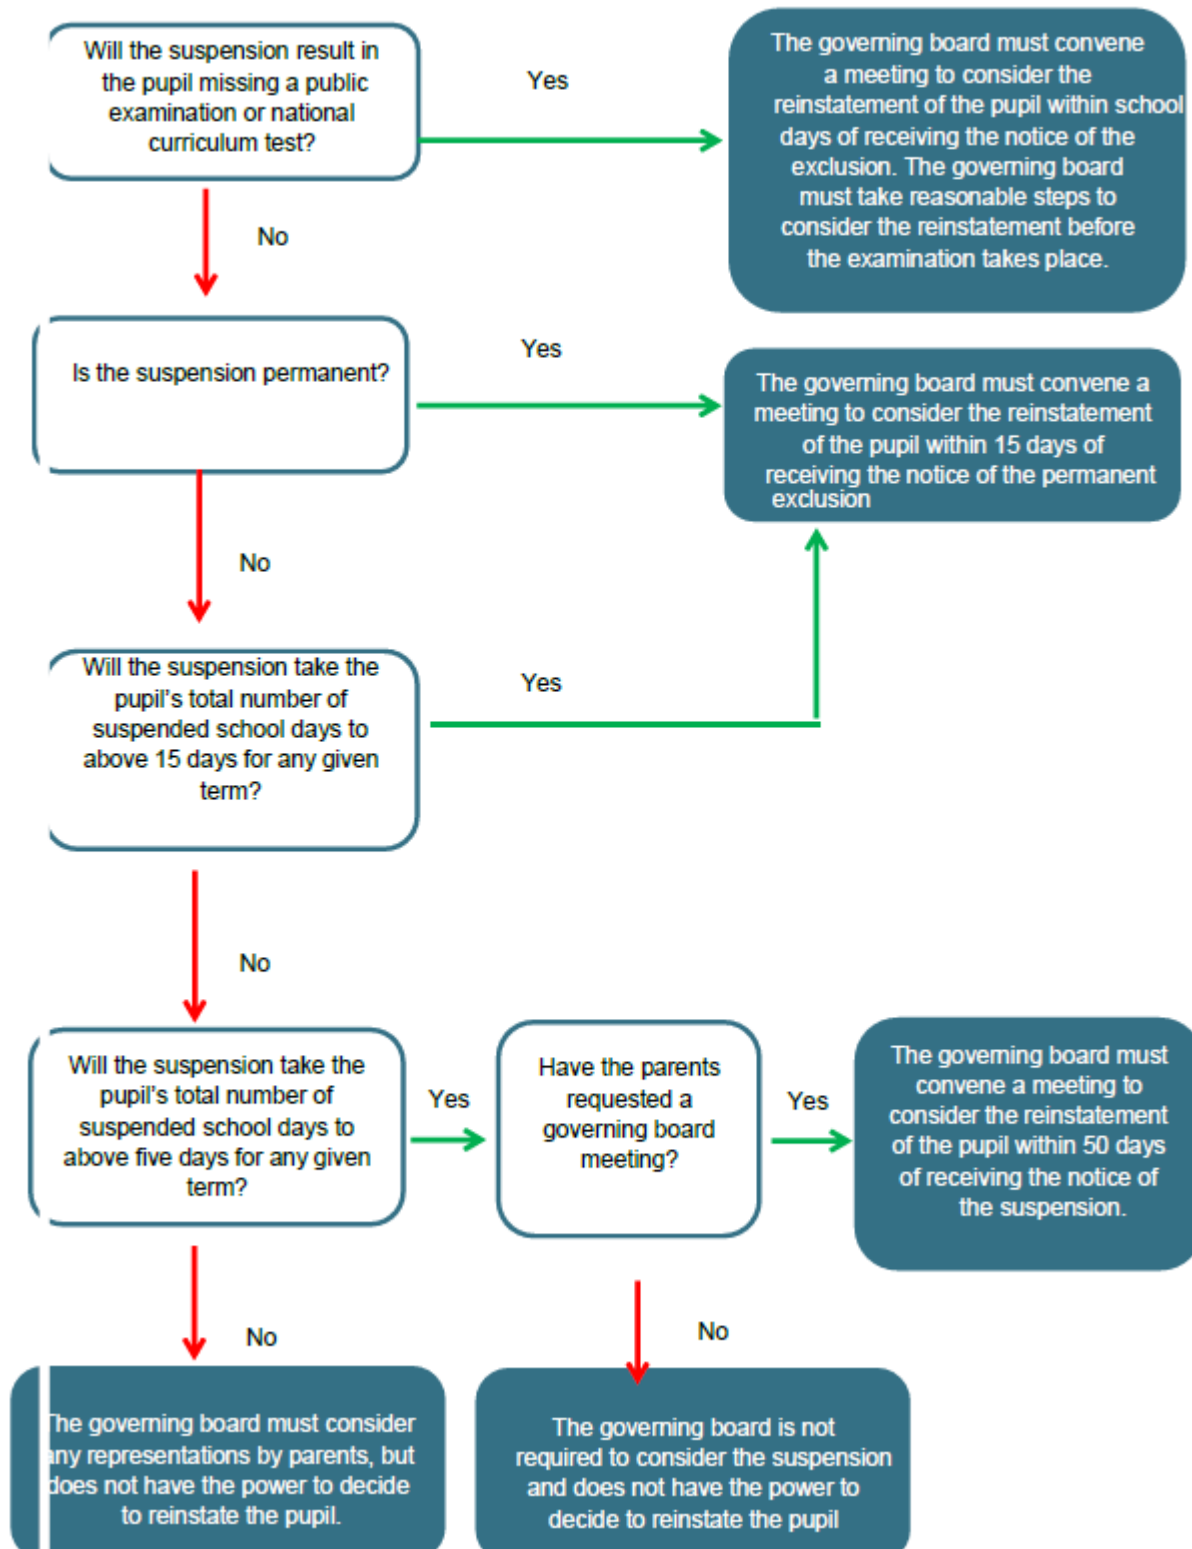 Will the suspension result in
the pupil missing a public
examination or national
curriculum test?
Yes
The governing board must convene
a meeting to consider the
reinstatement of the pupil within school
days of receiving the notice of the
exclusion. The governing board
must take reasonable steps to
consider the reinstatement before
the examination takes place.
No
Is the suspension permanent?
Yes
The governing board must convene a
meeting to consider the reinstatement
of the pupil within 15 days of
receiving the notice of the permanent
exclusion
No
Will the suspension take the
pupil's total number of
suspended school days to
above 15 days for any given
term?
Yes
No
Will the suspension take the
pupil's total number of
suspended school days to
above five days for any given
term?
Yes
Have the parents
requested a
governing board
meeting?
Yes
The governing board must
convene a meeting to
consider the reinstatement
of the pupil within 50 days
of receiving the notice of
the suspension.
No
No
The governing board must consider
any representations by parents, but
does not have the power to decide
to reinstate the pupil.
The governing board is not
required to consider the suspension
and does not have the power to
decide to reinstate the pupil